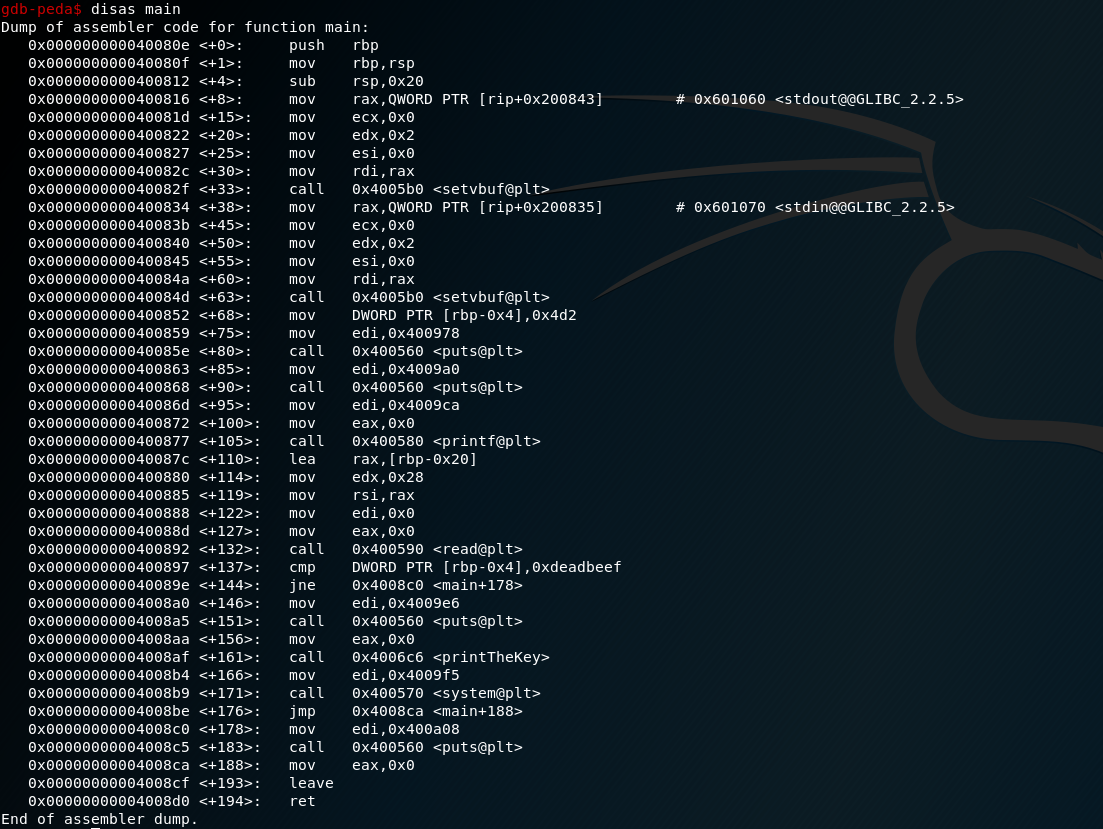 gdb-peda$ disas main
Dump of assembler code for function main:
   0x000000000040080e <+0>:     push   rbp
   0x000000000040080f <+1>:     mov    rbp,rsp
   0x0000000000400812 <+4>:     sub    rsp,0x20
   0x0000000000400816 <+8>:     mov    rax,QWORD PTR [rip+0x200843]        # 0x601060 <stdout@@GLIBC_2.2.5>
   0x000000000040081d <+15>:    mov    ecx,0x0
   0x0000000000400822 <+20>:    mov    edx,0x2
   0x0000000000400827 <+25>:    mov    esi,0x0
   0x000000000040082c <+30>:    mov    rdi,rax
   0x000000000040082f <+33>:    call   0x4005b0 <setvbuf@plt>
   0x0000000000400834 <+38>:    mov    rax,QWORD PTR [rip+0x200835]        # 0x601070 <stdin@@GLIBC_2.2.5>
   0x000000000040083b <+45>:    mov    ecx,0x0
   0x0000000000400840 <+50>:    mov    edx,0x2
   0x0000000000400845 <+55>:    mov    esi,0x0
   0x000000000040084a <+60>:    mov    rdi,rax
   0x000000000040084d <+63>:    call   0x4005b0 <setvbuf@plt>
   0x0000000000400852 <+68>:    mov    DWORD PTR [rbp-0x4],0x4d2
   0x0000000000400859 <+75>:    mov    edi,0x400978
   0x000000000040085e <+80>:    call   0x400560 <puts@plt>
   0x0000000000400863 <+85>:    mov    edi,0x4009a0
   0x0000000000400868 <+90>:    call   0x400560 <puts@plt>
   0x000000000040086d <+95>:    mov    edi,0x4009ca
   0x0000000000400872 <+100>:   mov    eax,0x0
   0x0000000000400877 <+105>:   call   0x400580 <printf@plt>
   0x000000000040087c <+110>:   lea    rax,[rbp-0x20]
   0x0000000000400880 <+114>:   mov    edx,0x28
   0x0000000000400885 <+119>:   mov    rsi,rax
   0x0000000000400888 <+122>:   mov    edi,0x0
   0x000000000040088d <+127>:   mov    eax,0x0
   0x0000000000400892 <+132>:   call   0x400590 <read@plt>
   0x0000000000400897 <+137>:   cmp    DWORD PTR [rbp-0x4],0xdeadbeef
   0x000000000040089e <+144>:   jne    0x4008c0 <main+178>
   0x00000000004008a0 <+146>:   mov    edi,0x4009e6
   0x00000000004008a5 <+151>:   call   0x400560 <puts@plt>
   0x00000000004008aa <+156>:   mov    eax,0x0
   0x00000000004008af <+161>:   call   0x4006c6 <printTheKey>
   0x00000000004008b4 <+166>:   mov    edi,0x4009f5
   0x00000000004008b9 <+171>:   call   0x400570 <system@plt>
   0x00000000004008be <+176>:   jmp    0x4008ca <main+188>
   0x00000000004008c0 <+178>:   mov    edi,0x400a08
   0x00000000004008c5 <+183>:   call   0x400560 <puts@plt>
   0x00000000004008ca <+188>:   mov    eax,0x0
   0x00000000004008cf <+193>:   leave
   0x00000000004008d0 <+194>:   ret
End of assembler dump.